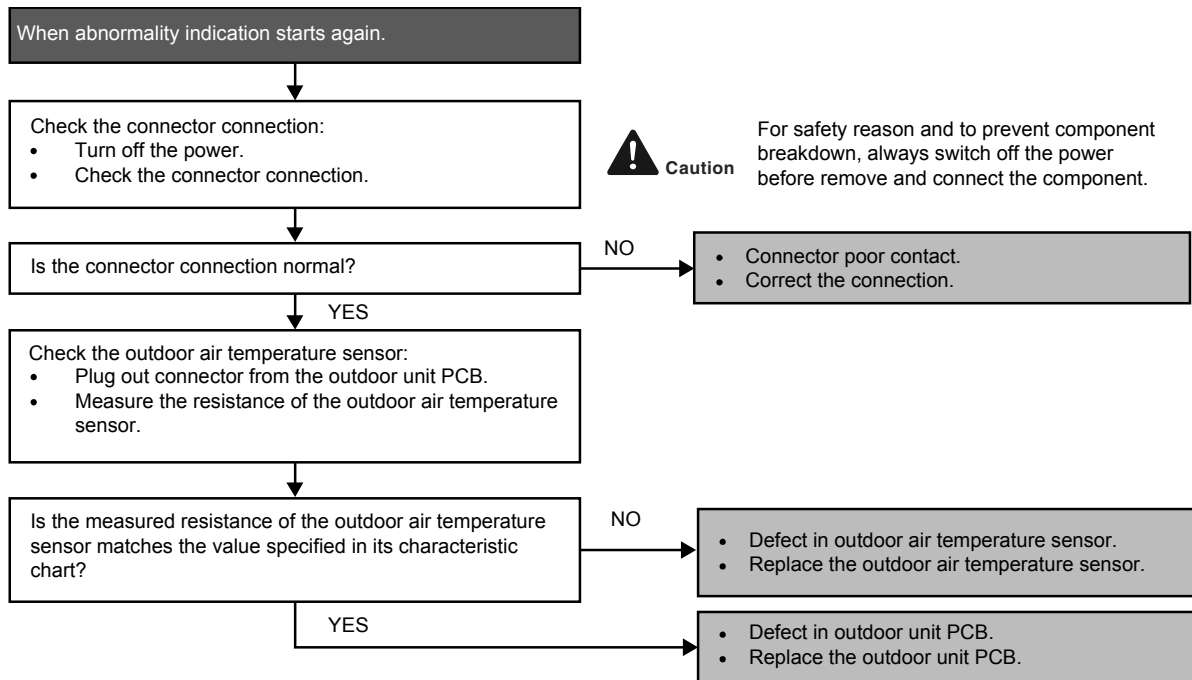 When abnormality indication starts again.
Check the connector connection:
• Turn off the power.
• Check the connector connection.
Caution
For safety reason and to prevent component
breakdown, always switch off the power
before remove and connect the component.
Is the connector connection normal?
NO
• Connector poor contact.
• Correct the connection.
YES
Check the outdoor air temperature sensor:
• Plug out connector from the outdoor unit PCB.
• Measure the resistance of the outdoor air temperature
sensor.
Is the measured resistance of the outdoor air temperature
sensor matches the value specified in its characteristic
chart?
NO
• Defect in outdoor air temperature sensor.
• Replace the outdoor air temperature sensor.
YES
• Defect in outdoor unit PCB.
• Replace the outdoor unit PCB.